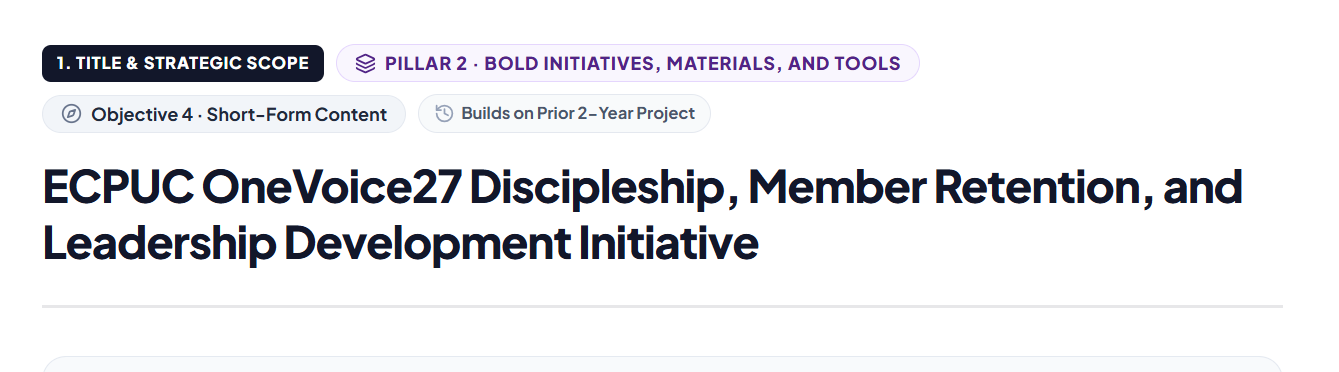 1. TITLE & STRATEGIC SCOPE
PILLAR 2 · BOLD INITIATIVES, MATERIALS, AND TOOLS
Objective 4 · Short-Form Content
Builds on Prior 2-Year Project
ECPUC OneVoice27 Discipleship, Member Retention, and
Leadership Development Initiative